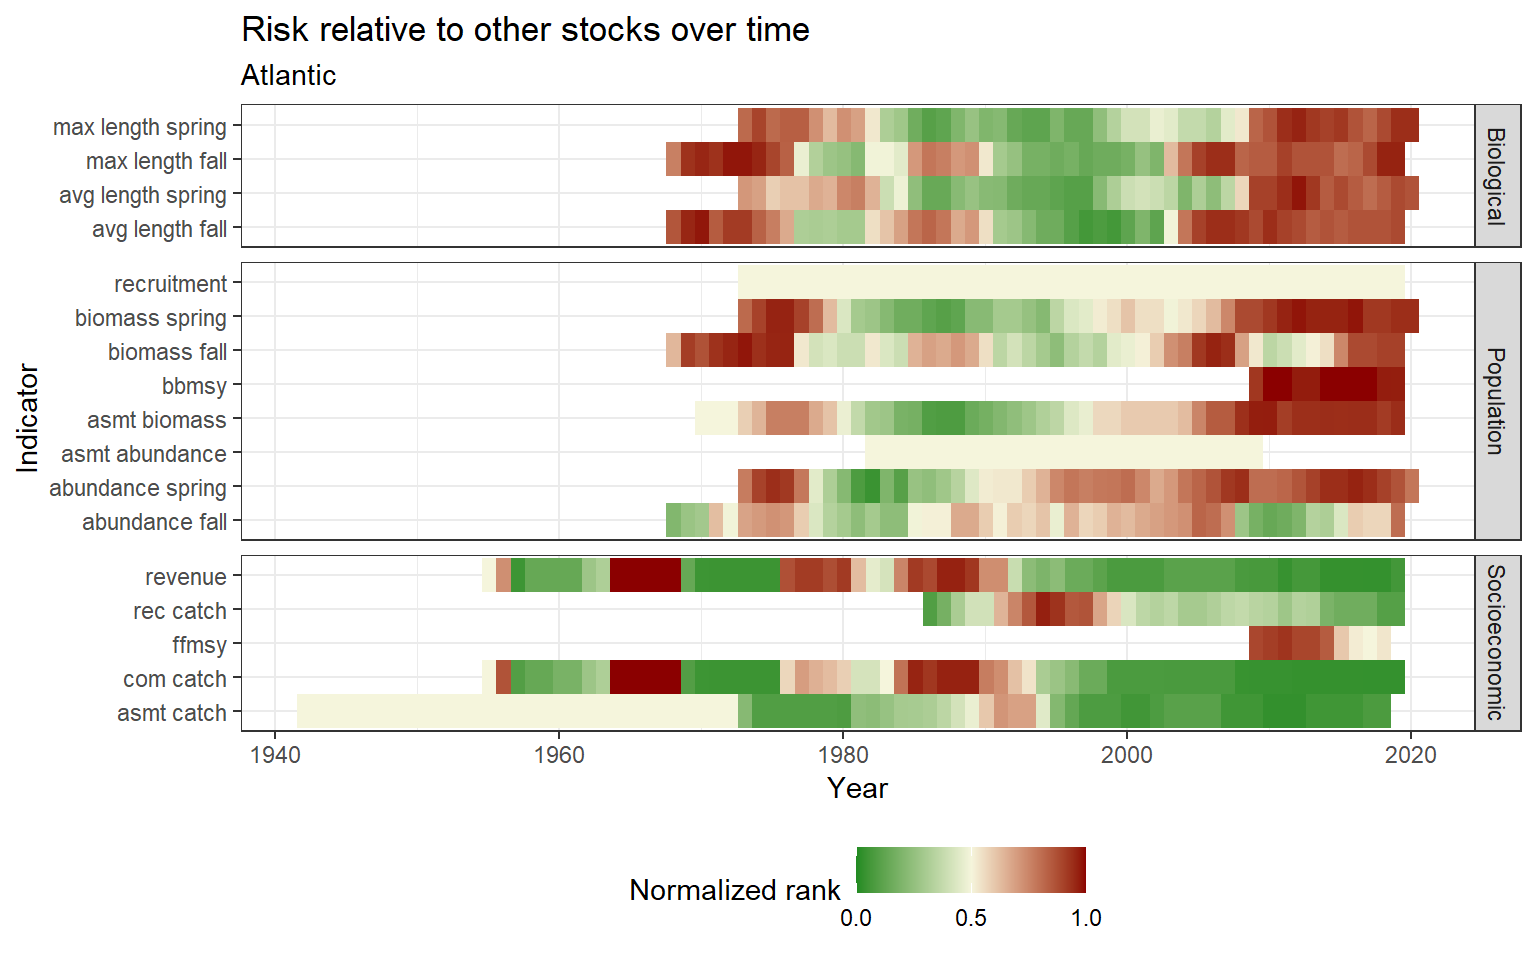 Risk relative to other stocks over time
Atlantic
max length spring
max length fall
avg length spring
avg length fall
Biological
recruitment
biomass spring
biomass fall
bbmsy
asmt biomass
asmt abundance
abundance spring
abundance fall
Population
revenue
rec catch
ffmsy
com catch
asmt catch
Socioeconomic
Indicator
1940 1960 1980 2000 2020
Year
Normalized rank
0.0 0.5 1.0